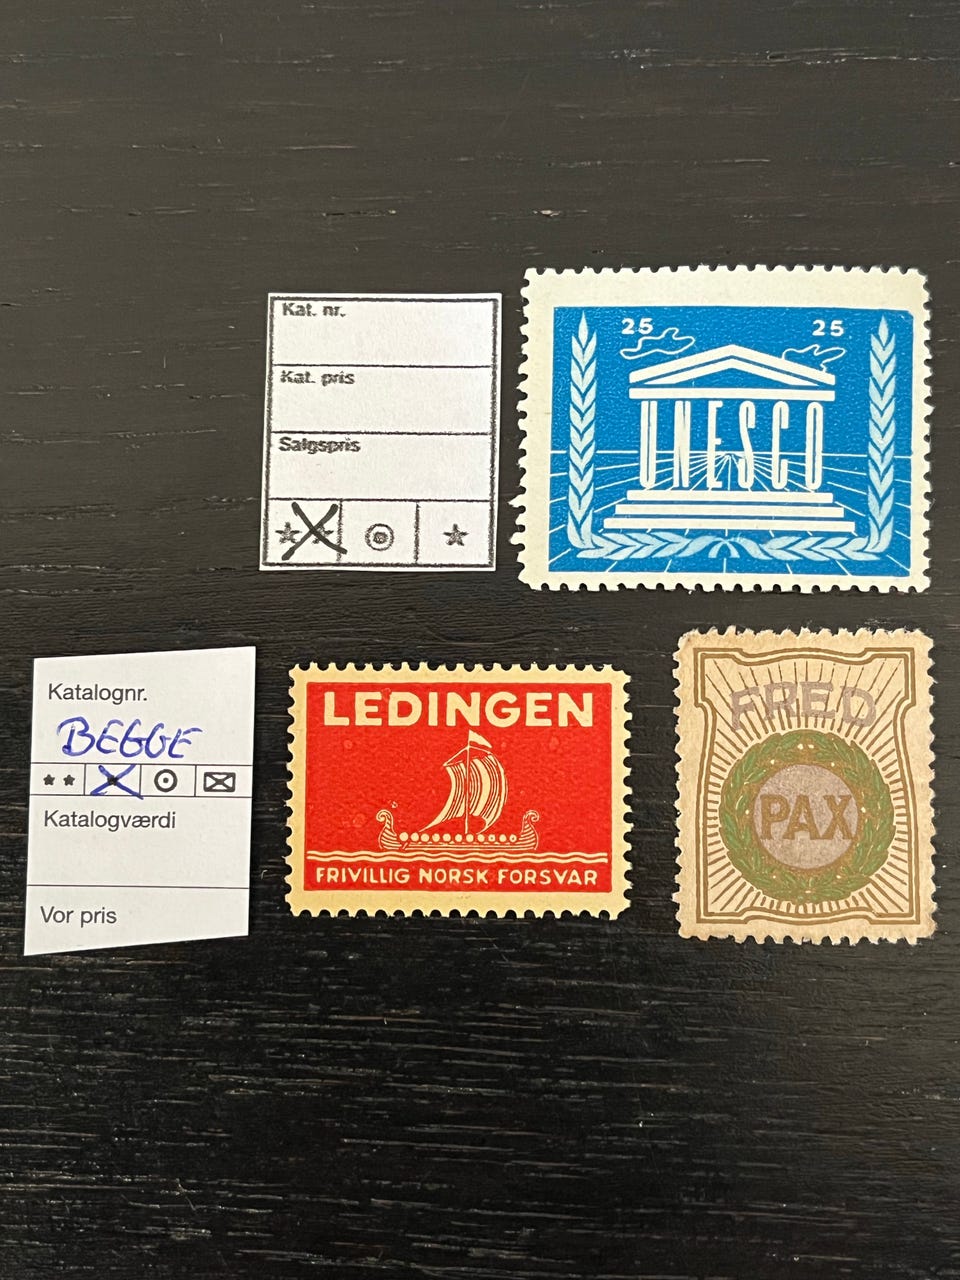 Kat. nr.
Kat. pris
Salgspris
25 25
UNESCO
Katalognr.
BEGGE
Katalogværdi
Vor pris
LEDINGEN
FRIVILLIG NORSK FORSVAR
FRED
PAX